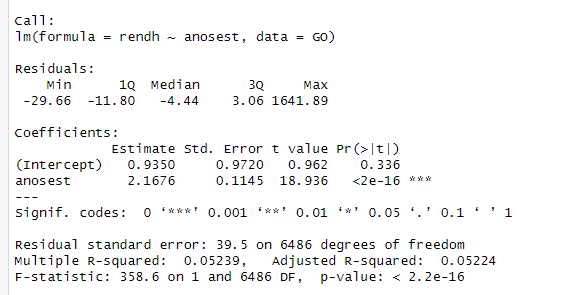 Call:
lm(formula = rendh ~ anosest, data = GO)
Residuals:
Min 1Q Median 3Q Max
-29.66 -11.80 -4.44 3.06 1641.89
Coefficients:
Estimate Std. Error t value Pr(>|t|)
(Intercept) 0.9350 0.9720 0.962 0.336
anosest 2.1676 0.1145 18.936 <2e-16 ***
---
Signif. codes: 0 ‘***’ 0.001 ‘**’ 0.01 ‘*’ 0.05 ‘.’ 0.1 ‘ ’ 1
Residual standard error: 39.5 on 6486 degrees of freedom
Multiple R-squared: 0.05239, Adjusted R-squared: 0.05224
F-statistic: 358.6 on 1 and 6486 DF, p-value: < 2.2e-16